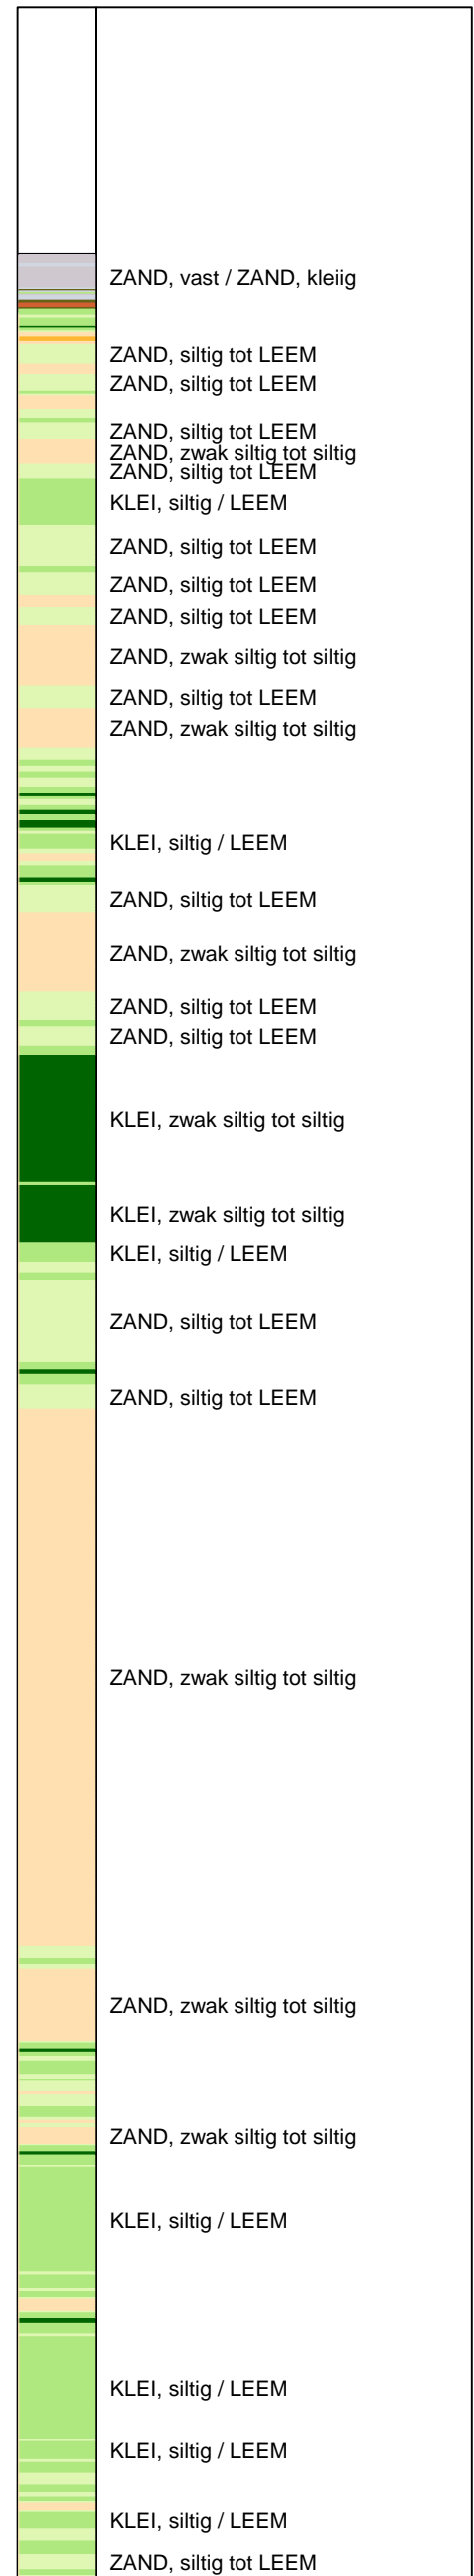 ZAND, vast / ZAND, kleiig
ZAND, siltig tot LEEM
ZAND, siltig tot LEEM
ZAND, siltig tot LEEM
ZAND, zwak siltig tot siltig
ZAND, siltig tot LEEM
KLEI, siltig / LEEM
ZAND, siltig tot LEEM
ZAND, siltig tot LEEM
ZAND, siltig tot LEEM
ZAND, zwak siltig tot siltig
ZAND, siltig tot LEEM
ZAND, zwak siltig tot siltig
KLEI, siltig / LEEM
ZAND, siltig tot LEEM
ZAND, zwak siltig tot siltig
ZAND, siltig tot LEEM
ZAND, siltig tot LEEM
KLEI, zwak siltig tot siltig
KLEI, zwak siltig tot siltig
KLEI, siltig / LEEM
ZAND, siltig tot LEEM
ZAND, siltig tot LEEM
ZAND, zwak siltig tot siltig
ZAND, zwak siltig tot siltig
ZAND, zwak siltig tot siltig
KLEI, siltig / LEEM
KLEI, siltig / LEEM
KLEI, siltig / LEEM
KLEI, siltig / LEEM
ZAND, siltig tot LEEM